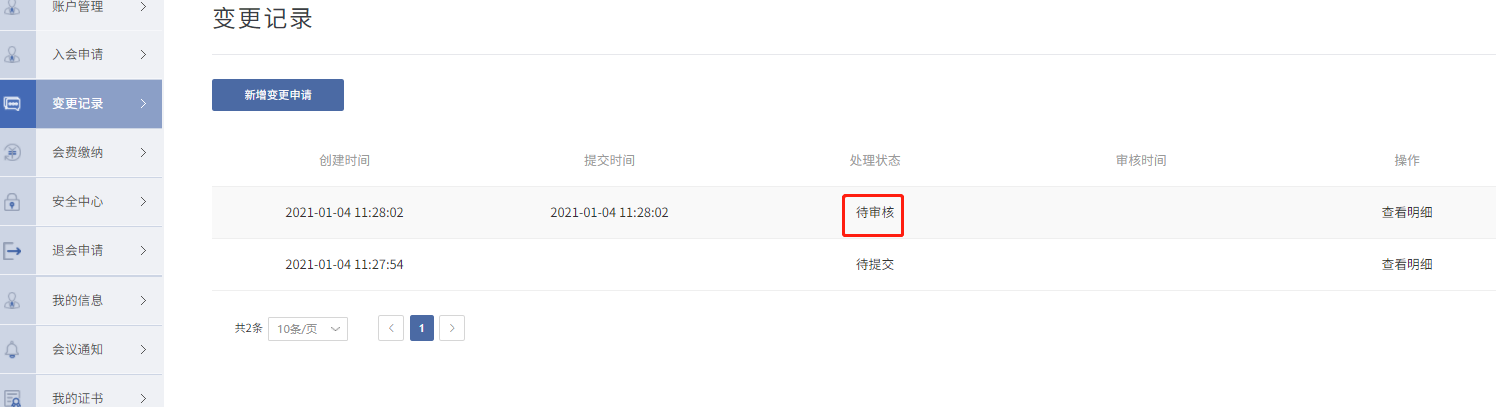 账户管理
变更记录
入会申请
变更记录
新增变更申请
会费缴纳
创建时间 提交时间 处理状态 审核时间 操作
安全中心
2021-01-04 11:28:02 2021-01-04 11:28:02 待审核 查看明细
退会申请
2021-01-04 11:27:54 待提交 查看明细
我的信息
共2条 10条/页 1
会议通知
我的证书